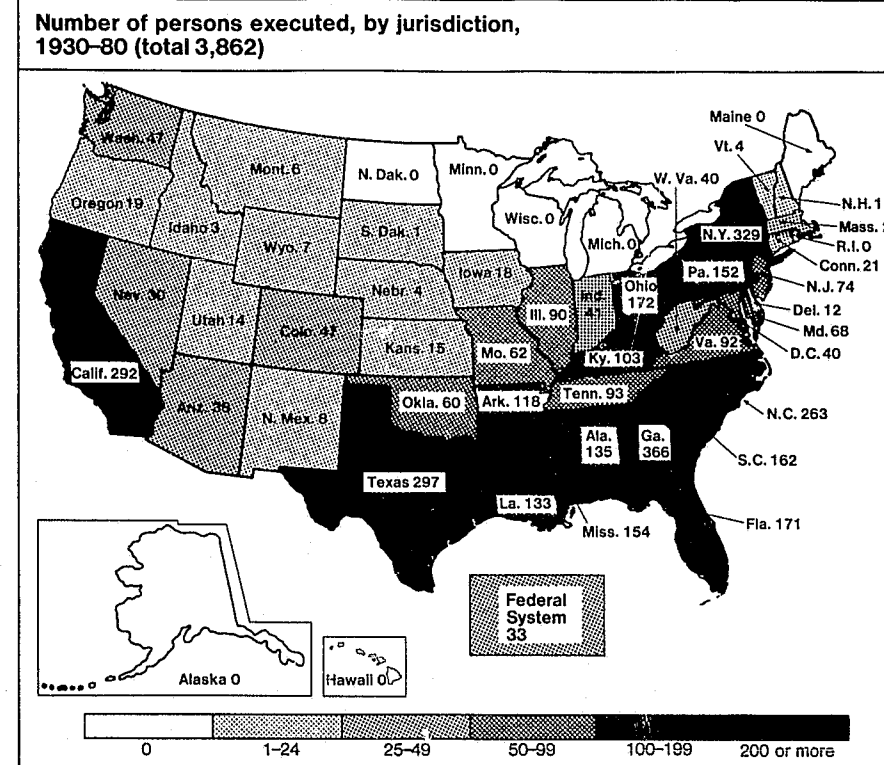 Number of persons executed, by jurisdiction,
1930–80 (total 3,862)
Maine 0
Vt. 4
W. Va. 40
Wash. 47
Mont. 6
N. Dak. 0
Minn. 0
Oregon 19
Idaho 3
Wyo. 7
S. Dak. 1
Wisc. 0
Mich. 0
N.Y. 329
N.H. 1
Mass.
R.I. 0
Conn. 21
Pa. 152
N.J. 74
Iowa 18
Nebr. 4
Nev. 30
Utah 14
Colo. 47
Ill. 90
Ind.
41
Ohio
172
Del. 12
Md. 68
D.C. 40
Va. 92
Kans. 15
Mo. 62
Ky. 103
Calif. 292
Ariz. 38
N. Mex. 8
Okla. 60
Ark. 118
Tenn. 93
N.C. 263
Ala.
135
Ga.
366
S.C. 162
Texas 297
La. 133
Miss. 154
Fla. 171
Federal
System
33
Alaska 0
Hawaii 0
0
1–24
25–49
50–99
100–199
200 or more